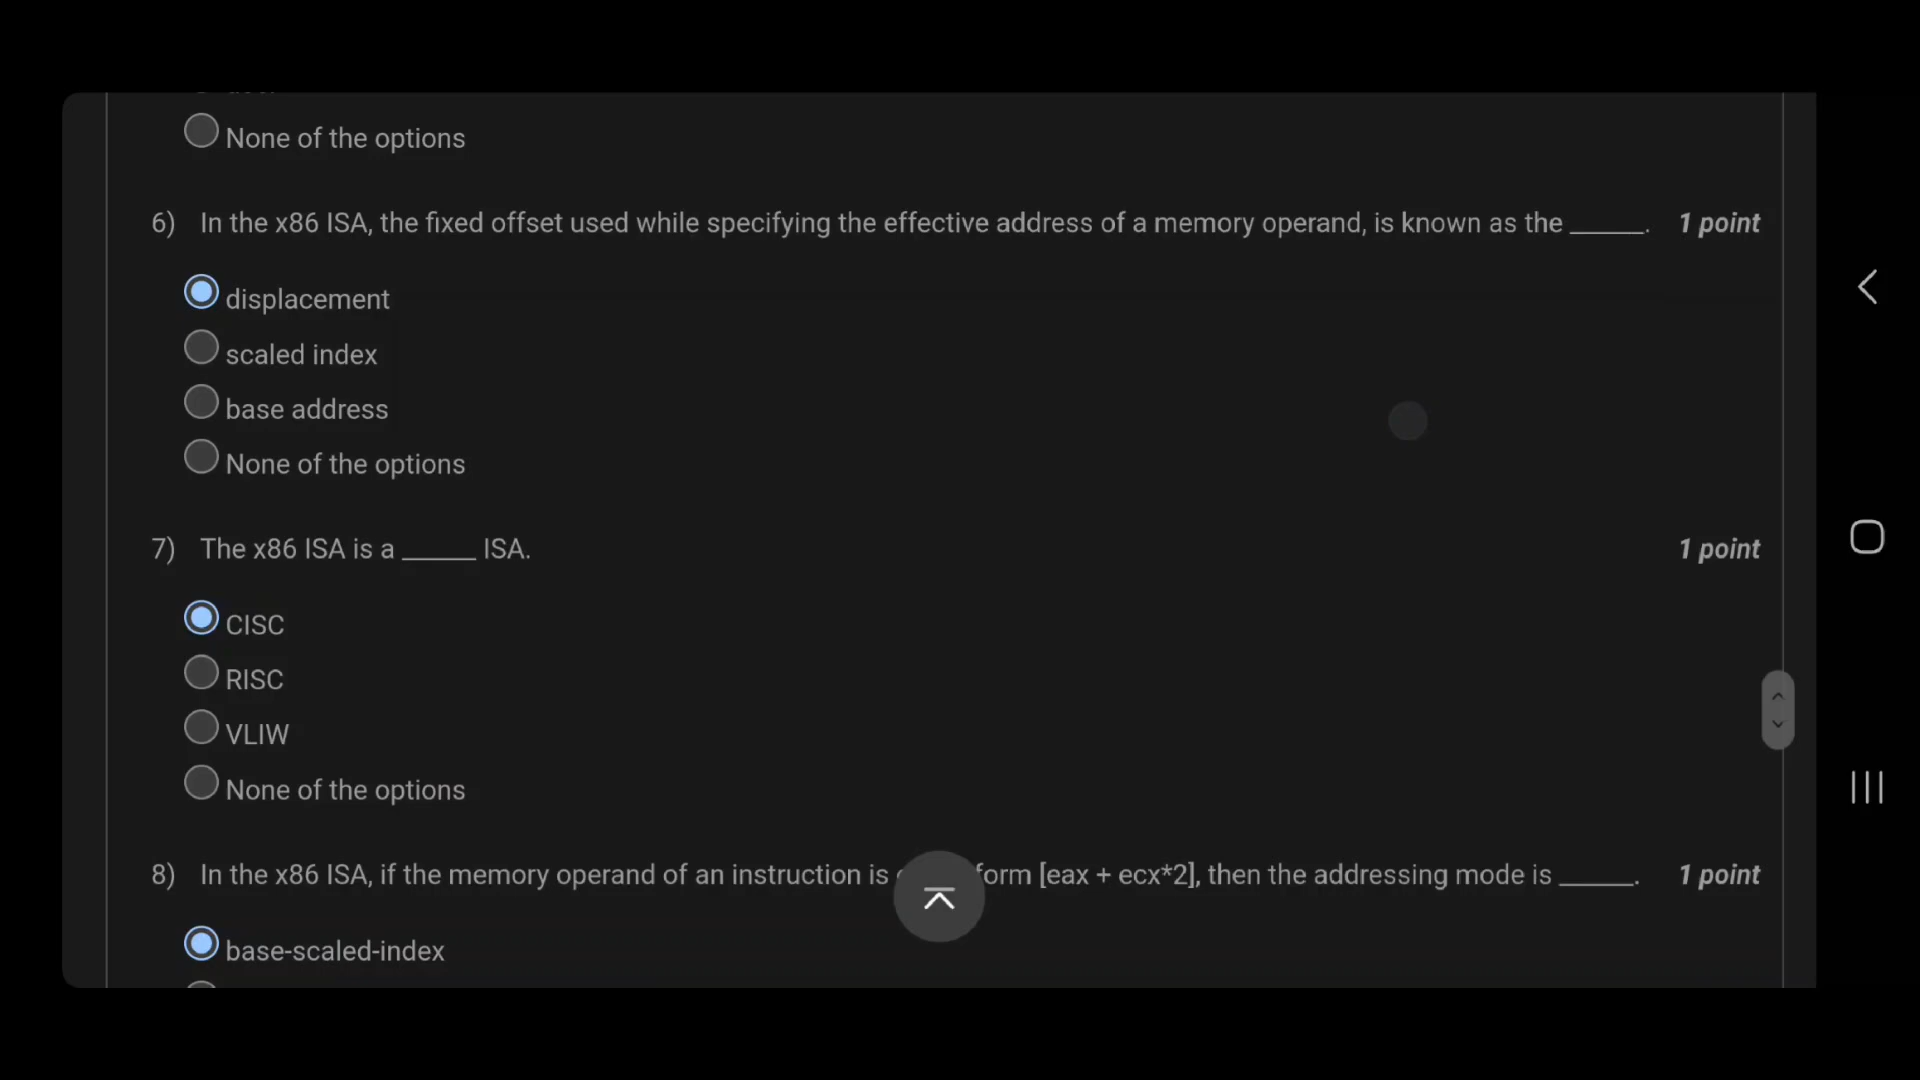 None of the options
6) In the x86 ISA, the fixed offset used while specifying the effective address of a memory operand, is known as the ______. 1 point
displacement
scaled index
base address
None of the options
7) The x86 ISA is a ______ ISA. 1 point
CISC
RISC
VLIW
None of the options
8) In the x86 ISA, if the memory operand of an instruction is form [eax + ecx*2], then the addressing mode is ______. 1 point
base-scaled-index